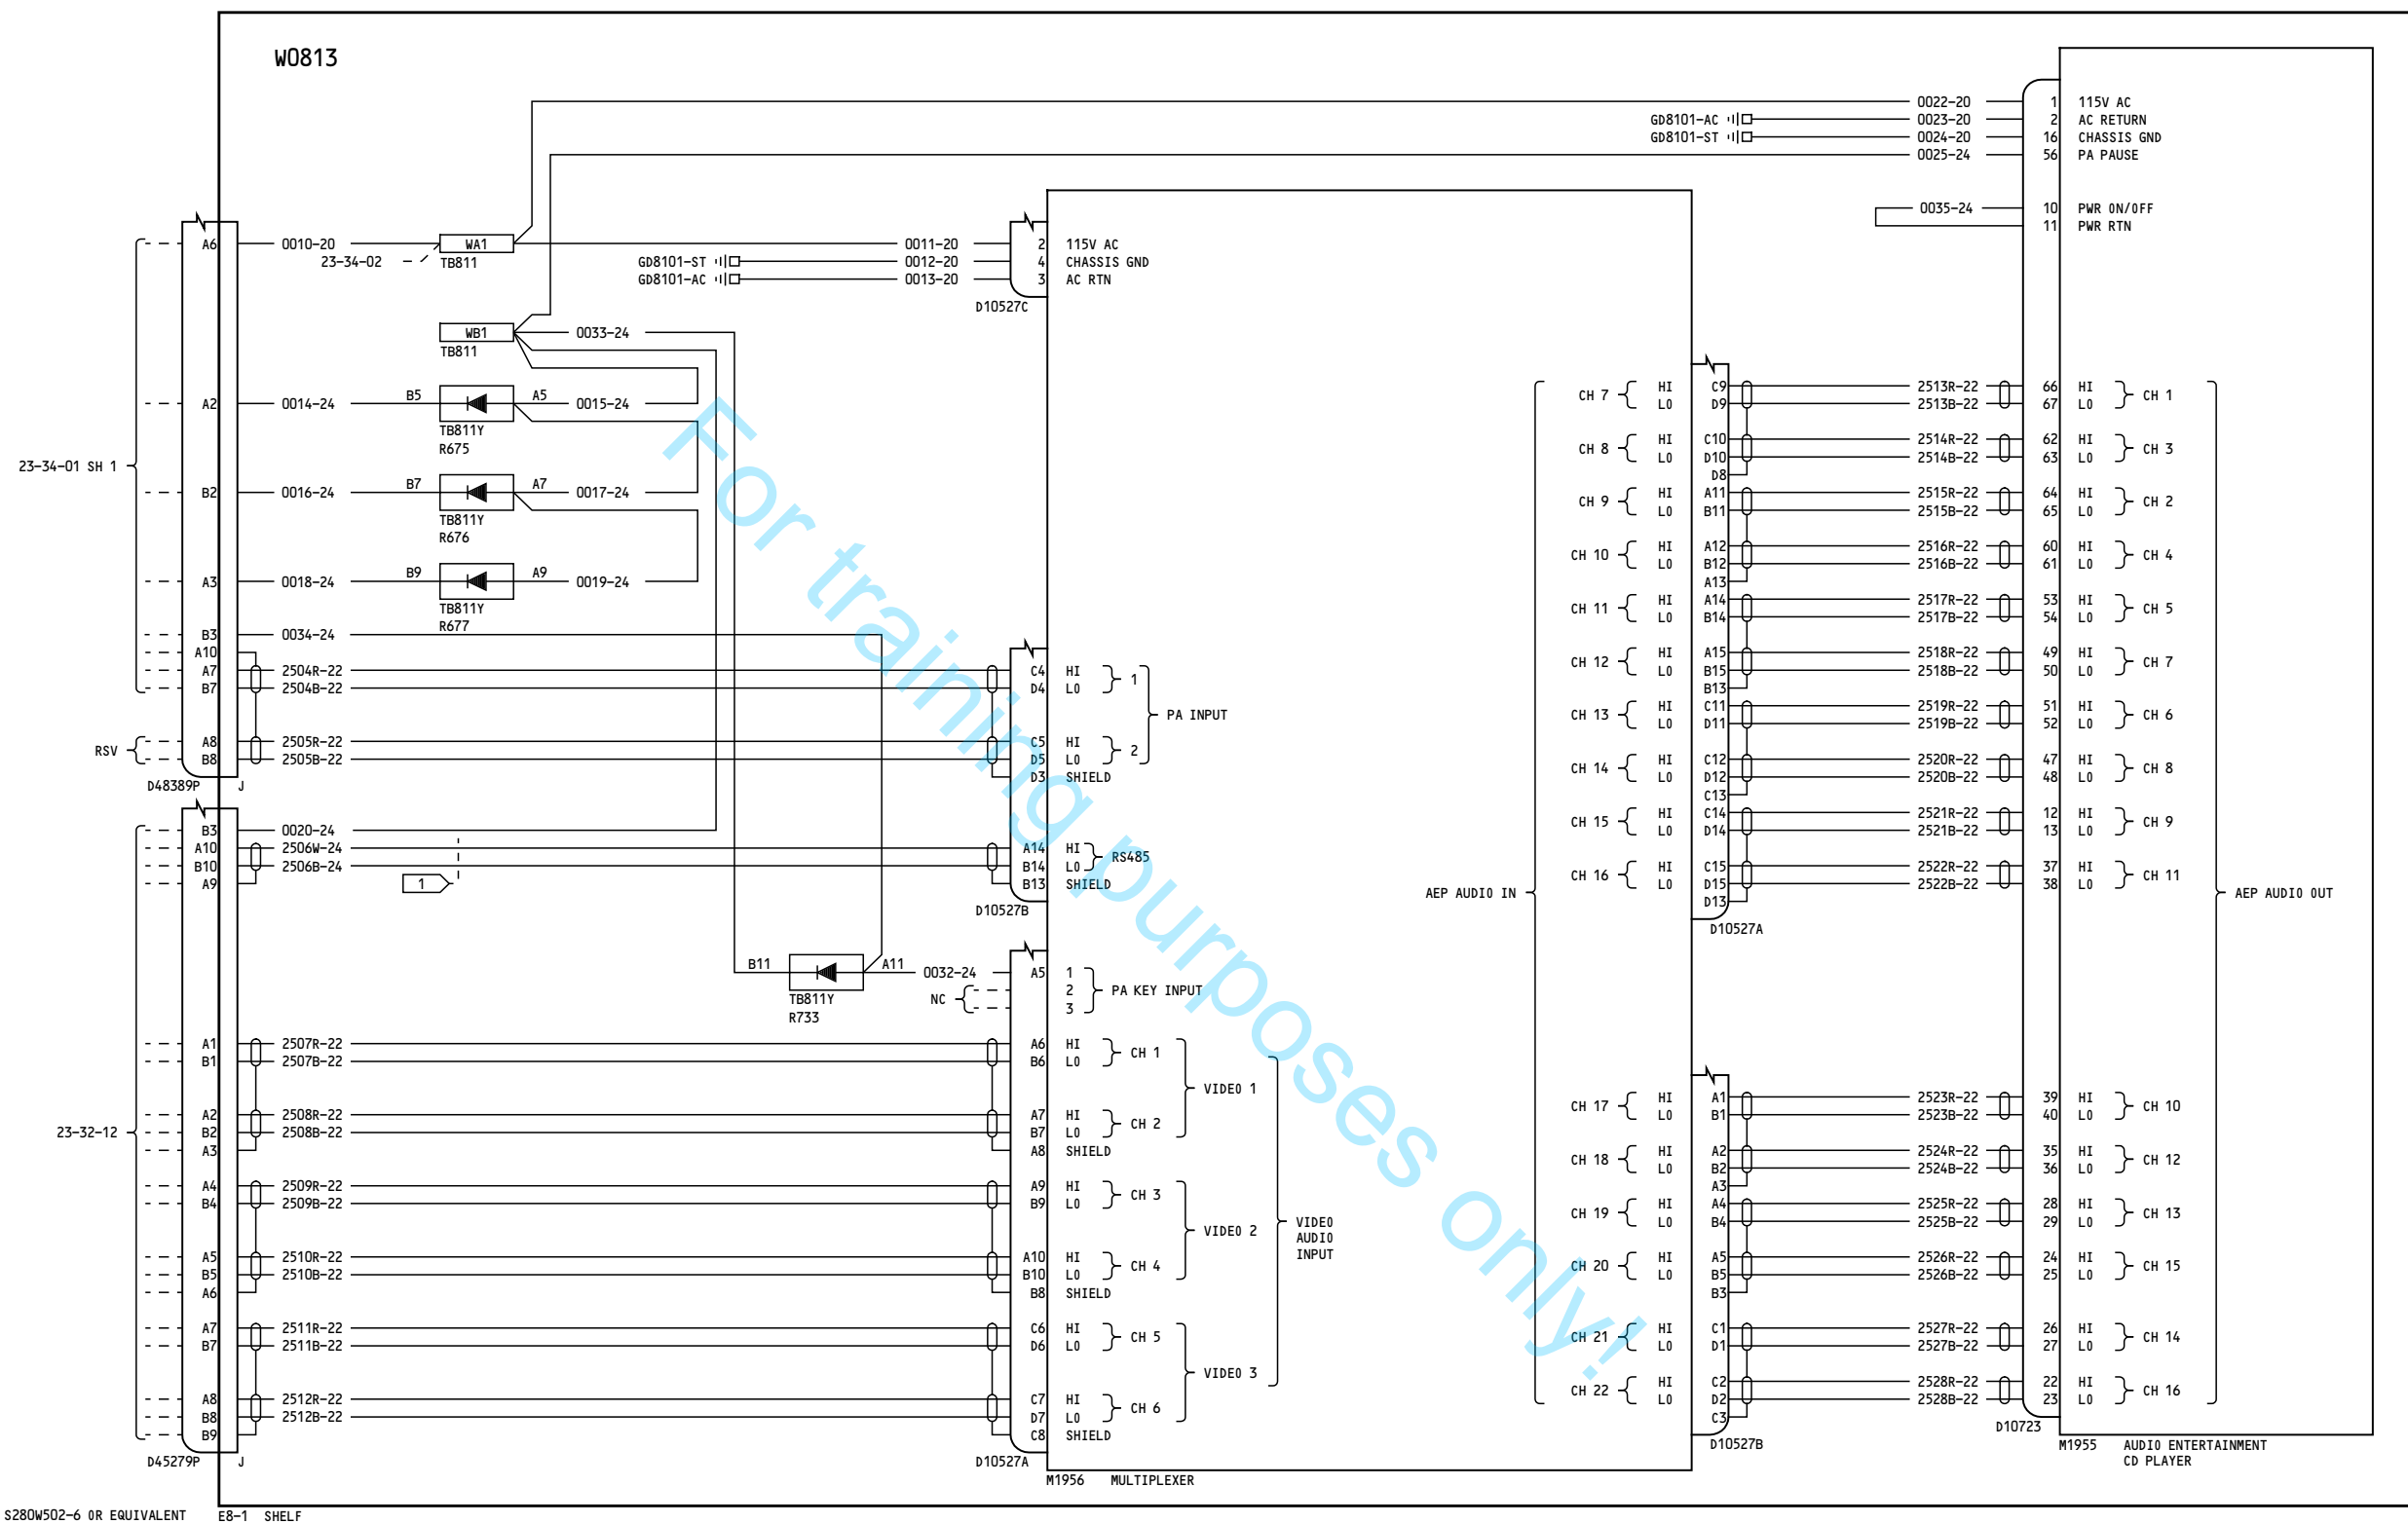 W0813
0022-20 1 115V AC
GD8101-AC 0023-20 2 AC RETURN
GD8101-ST 0024-20 16 CHASSIS GND
0025-24 56 PA PAUSE
0035-24 10 PWR ON/OFF
11 PWR RTN
A6 0010-20 WA1 0011-20 2 115V AC
23-34-02 TB811 GD8101-ST 0012-20 4 CHASSIS GND
GD8101-AC 0013-20 3 AC RTN
D10527C
WB1 0033-24
TB811
A2 0014-24 B5 A5 0015-24
TB811Y
R675
23-34-01 SH 1
B2 0016-24 B7 A7 0017-24
TB811Y
R676
A3 0018-24 B9 A9 0019-24
TB811Y
R677
B3 0034-24
A10
A7 2504R-22 C4 HI 1
B7 2504B-22 D4 LO
PA INPUT
RSV
A8 2505R-22 C5 HI 2
B8 2505B-22 D5 LO
D3 SHIELD
D48389P J
B3 0020-24
A10 2506W-24 A14 HI RS485
B10 2506B-24 B14 LO
A9 1 B13 SHIELD
D10527B
B11 A11 0032-24 A5 1
NC 2 PA KEY INPUT
3
TB811Y
R733
23-32-12
A1 2507R-22 A6 HI CH 1
B1 2507B-22 B6 LO
VIDEO 1
A2 2508R-22 A7 HI CH 2
B2 2508B-22 B7 LO
A3 A8 SHIELD
A4 2509R-22 A9 HI CH 3
B4 2509B-22 B9 LO
VIDEO 2
VIDEO
AUDIO
INPUT
A5 2510R-22 A10 HI CH 4
B5 2510B-22 B10 LO
A6 B8 SHIELD
A7 2511R-22 C6 HI CH 5
B7 2511B-22 D6 LO
VIDEO 3
A8 2512R-22 C7 HI CH 6
B8 2512B-22 D7 LO
B9 C8 SHIELD
D45279P J D10527A
M1956 MULTIPLEXER
AEP AUDIO IN
CH 7 HI C9 2513R-22 66 HI CH 1
LO D9 2513B-22 67 LO
CH 8 HI C10 2514R-22 62 HI CH 3
LO D10 2514B-22 63 LO
D8
CH 9 HI A11 2515R-22 64 HI CH 2
LO B11 2515B-22 65 LO
CH 10 HI A12 2516R-22 60 HI CH 4
LO B12 2516B-22 61 LO
A13
CH 11 HI A14 2517R-22 53 HI CH 5
LO B14 2517B-22 54 LO
CH 12 HI A15 2518R-22 49 HI CH 7
LO B15 2518B-22 50 LO
B13
CH 13 HI C11 2519R-22 51 HI CH 6
LO D11 2519B-22 52 LO
CH 14 HI C12 2520R-22 47 HI CH 8
LO D12 2520B-22 48 LO
C13
CH 15 HI C14 2521R-22 12 HI CH 9
LO D14 2521B-22 13 LO
CH 16 HI C15 2522R-22 37 HI CH 11
LO D15 2522B-22 38 LO
D13
D10527A
AEP AUDIO OUT
CH 17 HI A1 2523R-22 39 HI CH 10
LO B1 2523B-22 40 LO
CH 18 HI A2 2524R-22 35 HI CH 12
LO B2 2524B-22 36 LO
A3
CH 19 HI A4 2525R-22 28 HI CH 13
LO B4 2525B-22 29 LO
CH 20 HI A5 2526R-22 24 HI CH 15
LO B5 2526B-22 25 LO
B3
CH 21 HI C1 2527R-22 26 HI CH 14
LO D1 2527B-22 27 LO
CH 22 HI C2 2528R-22 22 HI CH 16
LO D2 2528B-22 23 LO
C3
D10527B D10723
M1955 AUDIO ENTERTAINMENT
CD PLAYER
S280W502-6 OR EQUIVALENT E8-1 SHELF
For training purposes only!